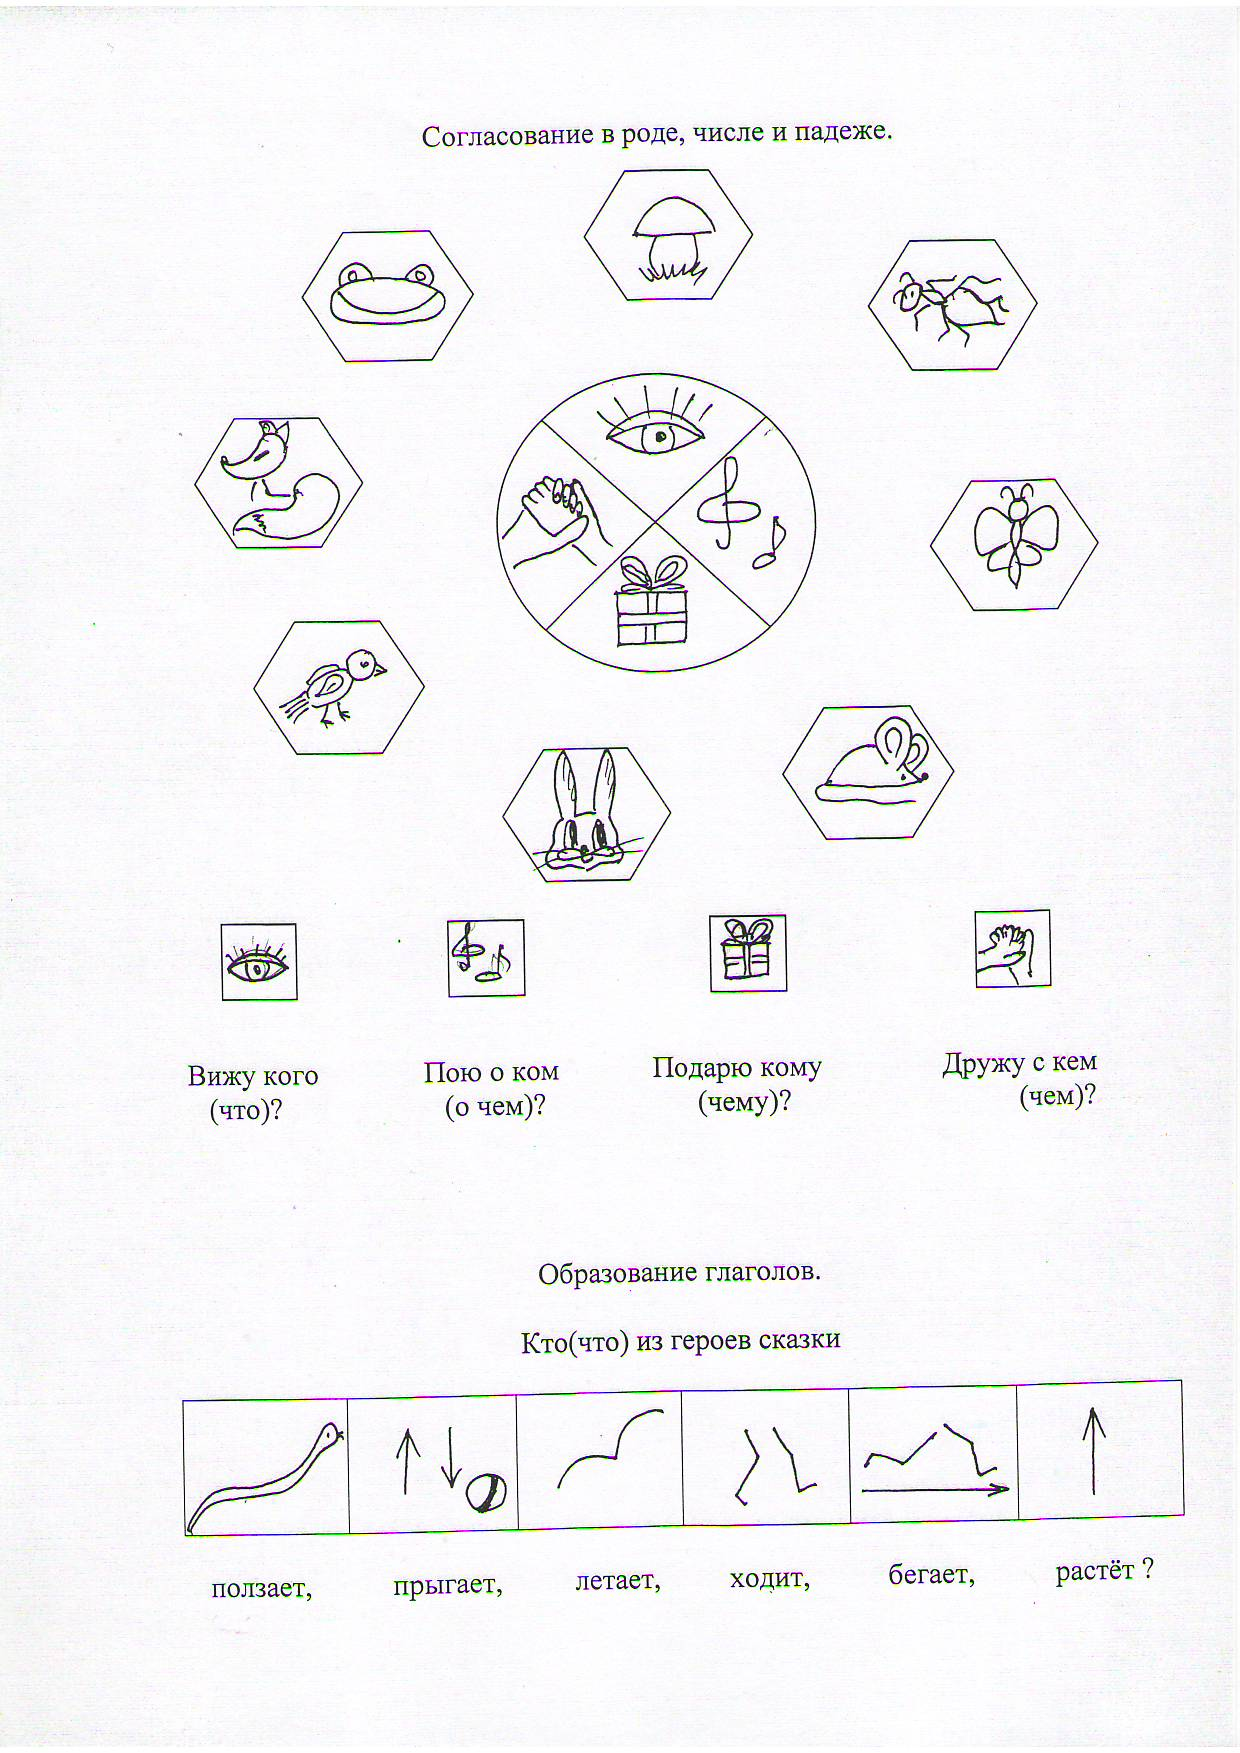 Согласование в роде, числе и падеже.
Вижу кого
(что)?
Пою о ком
(о чем)?
Подарю кому
(чему)?
Дружу с кем
(чем)?
Образование глаголов.
Кто(что) из героев сказки
ползает, прыгает, летает, ходит, бегает, растёт ?